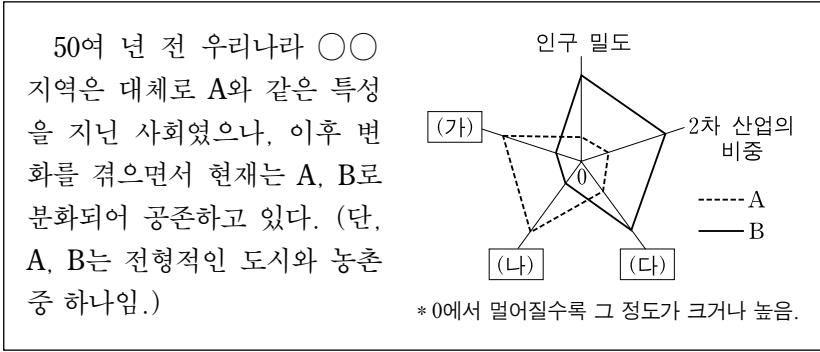 50여 년 전 우리나라 ○○
지역은 대체로 A와 같은 특성
을 지닌 사회였으나, 이후 변
화를 겪으면서 현재는 A, B로
분화되어 공존하고 있다. (단,
A, B는 전형적인 도시와 농촌
중 하나임.)
인구 밀도
(가)
2차 산업의
비중
0
A
B
(나)
(다)
* 0에서 멀어질수록 그 정도가 크거나 높음.